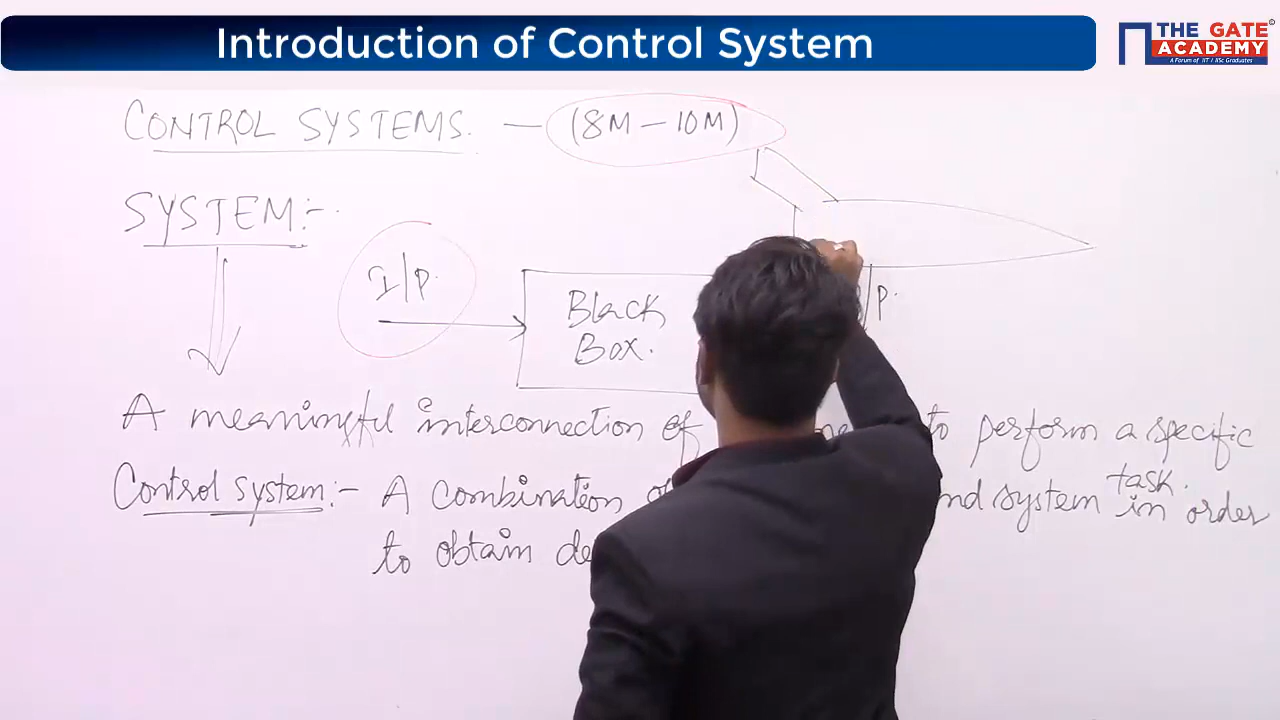 Introduction of Control System
THE GATE ACADEMY
A Forum of IIT / IISc Graduates
CONTROL SYSTEMS. — (8M – 10M)
SYSTEM:-
I/P.
Black Box.
/P.
A meaningful interconnection of to perform a specific task.
Control system:- A combination of system in order
to obtain